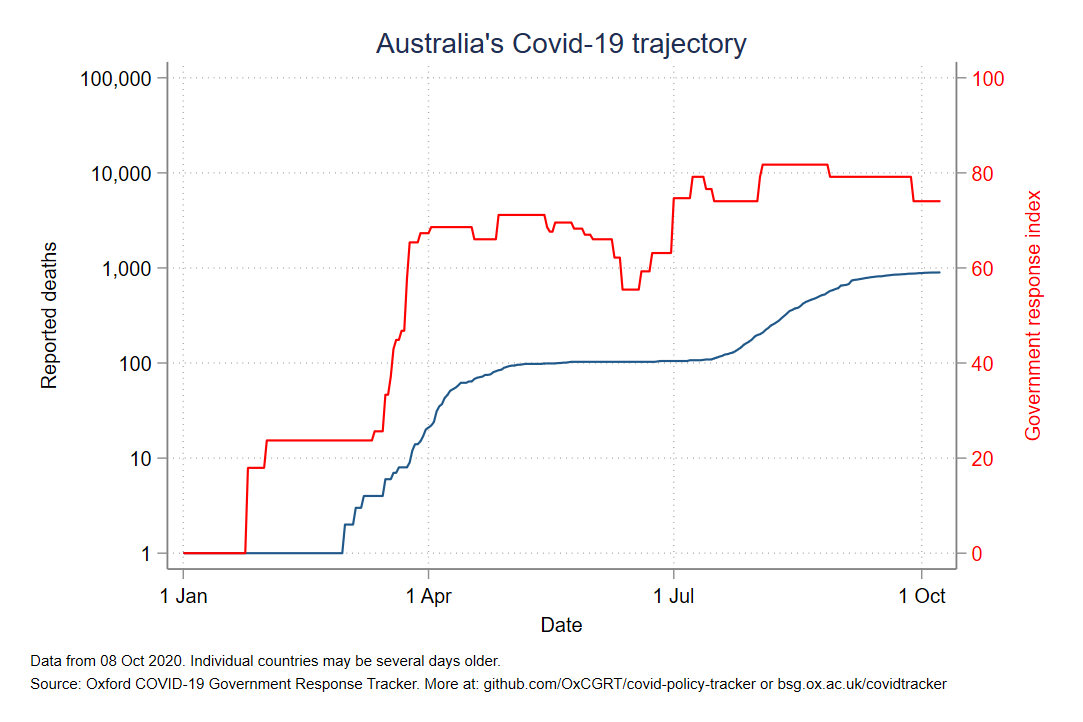 Australia's Covid-19 trajectory
100,000
10,000
1,000
100
10
1
Reported deaths
100
80
60
40
20
0
Government response index
1 Jan
1 Apr
1 Jul
1 Oct
Date
Data from 08 Oct 2020. Individual countries may be several days older.
Source: Oxford COVID-19 Government Response Tracker. More at: github.com/OxCGRT/covid-policy-tracker or bsg.ox.ac.uk/covidtracker